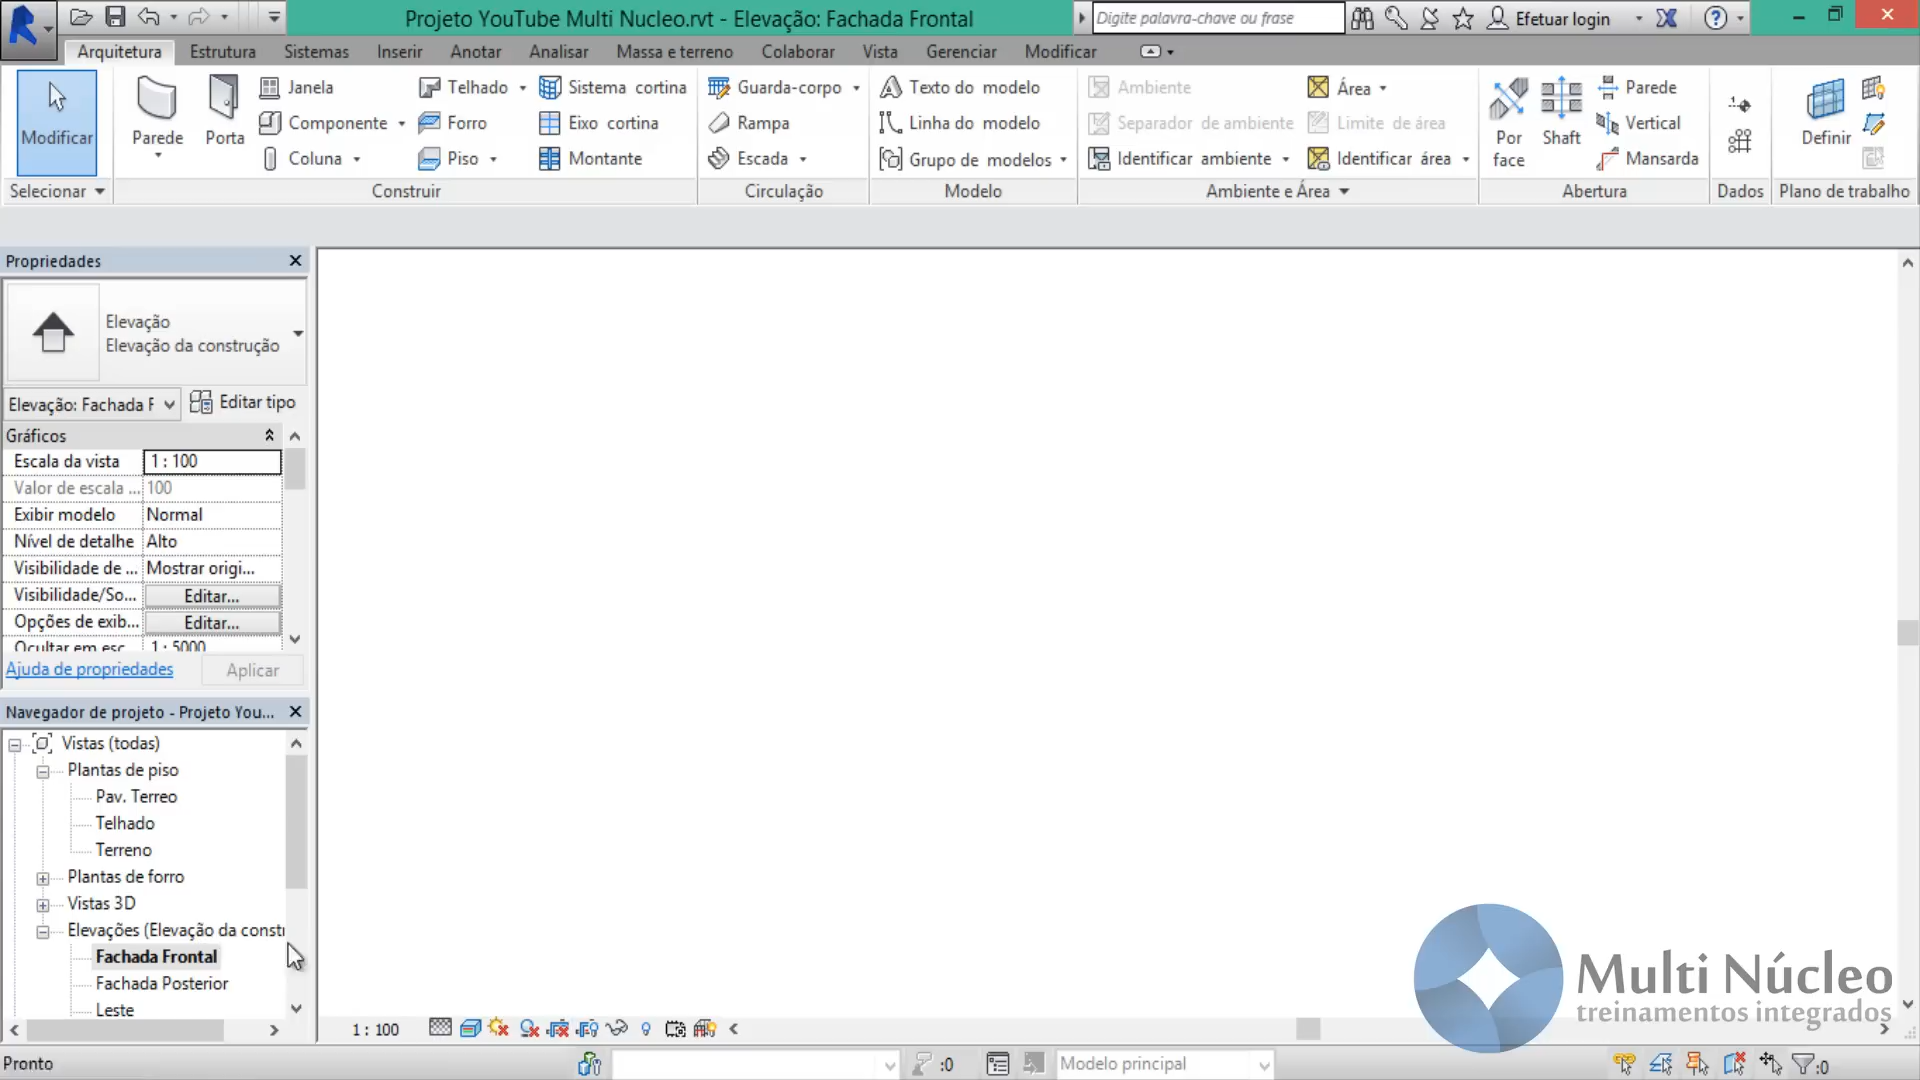 Projeto YouTube Multi Nucleo.rvt - Elevação: Fachada Frontal
Digite palavra-chave ou frase
Efetuar login
Arquitetura Estrutura Sistemas Inserir Anotar Analisar Massa e terreno Colaborar Vista Gerenciar Modificar
Modificar
Parede
Porta
Janela
Componente
Coluna
Telhado
Forro
Piso
Sistema cortina
Eixo cortina
Montante
Guarda-corpo
Rampa
Escada
Texto do modelo
Linha do modelo
Grupo de modelos
Ambiente
Separador de ambiente
Identificar ambiente
Área
Limite de área
Identificar área
Por
face
Shaft
Parede
Vertical
Mansarda
Definir
Selecionar
Construir
Circulação
Modelo
Ambiente e Área
Abertura
Dados
Plano de trabalho
Propriedades
Elevação
Elevação da construção
Elevação: Fachada F
Editar tipo
Gráficos
Escala da vista 1 : 100
Valor de escala ... 100
Exibir modelo Normal
Nível de detalhe Alto
Visibilidade de ... Mostrar origi...
Visibilidade/So... Editar...
Opções de exib... Editar...
Ocultar em esc 1 : 5000
Ajuda de propriedades
Aplicar
Navegador de projeto - Projeto You...
Vistas (todas)
Plantas de piso
Pav. Terreo
Telhado
Terreno
Plantas de forro
Vistas 3D
Elevações (Elevação da constr
Fachada Frontal
Fachada Posterior
Leste
1 : 100
Multi Núcleo
treinamentos integrados
Pronto
:0
Modelo principal
:0